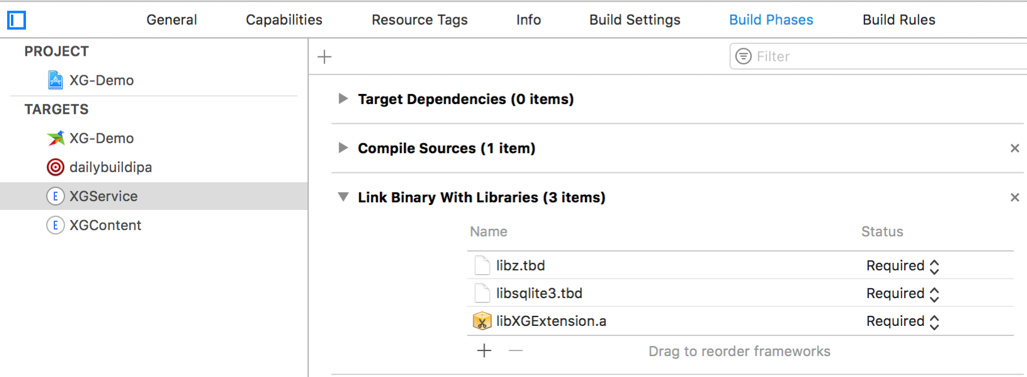 General Capabilities Resource Tags Info Build Settings Build Phases Build Rules
PROJECT
XG-Demo
TARGETS
XG-Demo
dailybuildipa
E XGService
E XGContent
Filter
Target Dependencies (0 items)
Compile Sources (1 item)
Link Binary With Libraries (3 items)
Name Status
libz.tbd Required
libsqlite3.tbd Required
libXGExtension.a Required
Drag to reorder frameworks